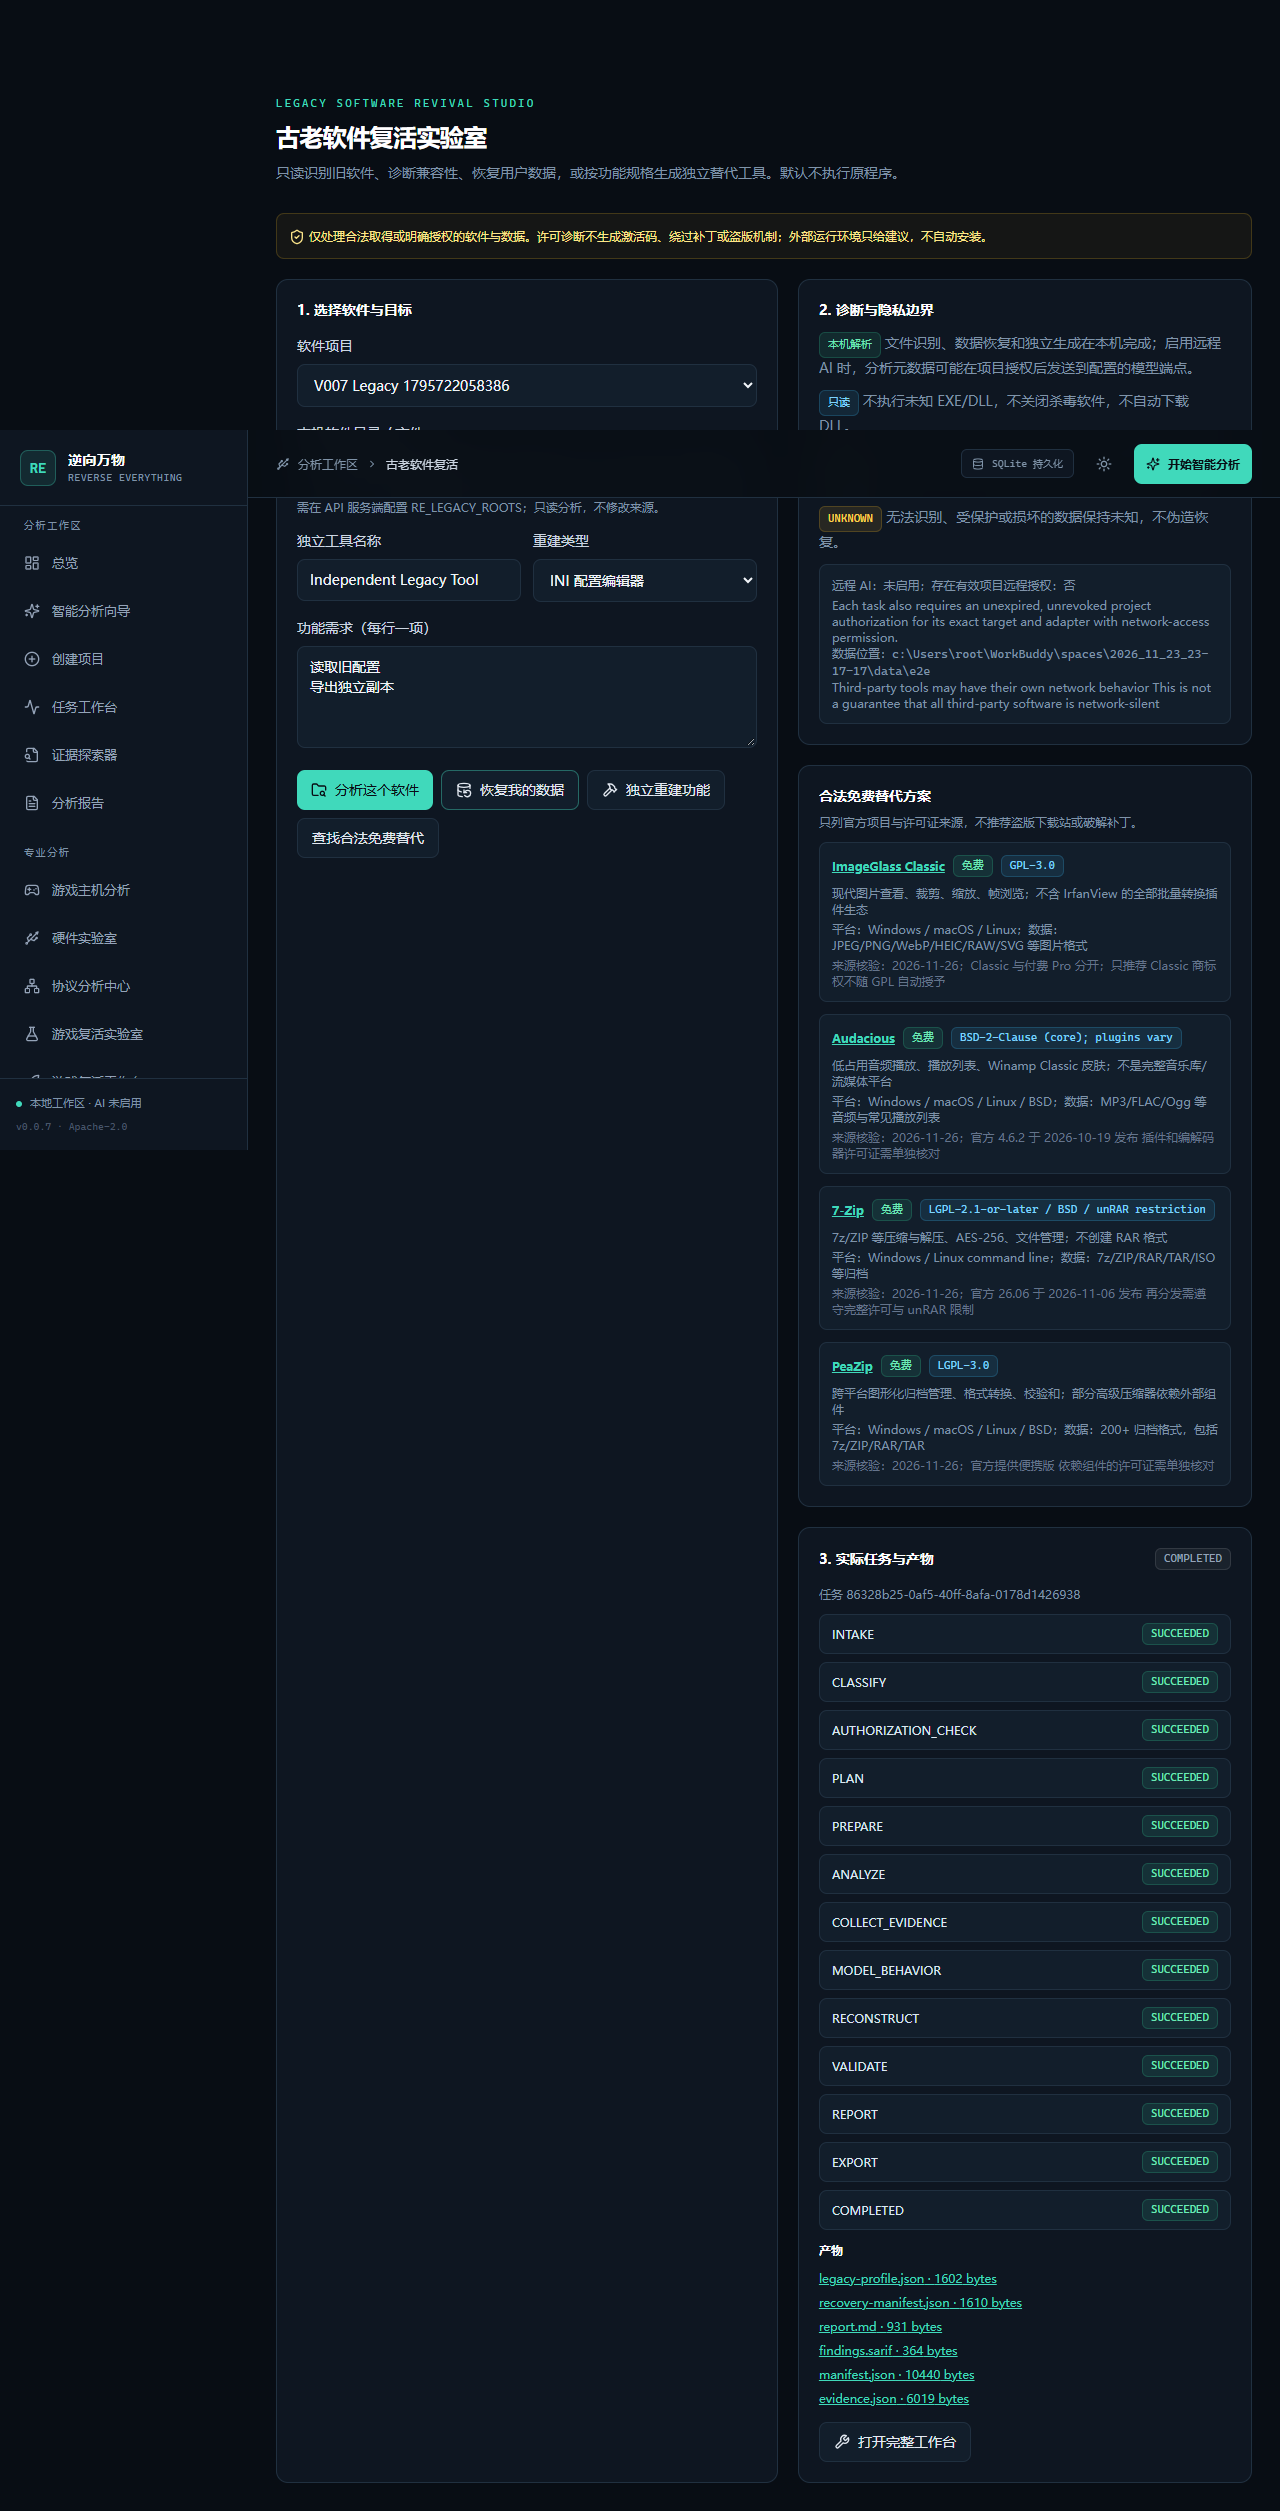 LEGACY SOFTWARE REVIVAL STUDIO
古老软件复活实验室
只读识别旧软件、诊断兼容性、恢复用户数据，或按功能规格生成独立替代工具。默认不执行原程序。
仅处理合法取得或明确授权的软件与数据。许可诊断不生成激活码、绕过补丁或盗版机制；外部运行环境只给建议，不自动安装。
1. 选择软件与目标
软件项目
V007 Legacy 1795722058386
RE 逆向万物
REVERSE EVERYTHING
分析工作区 > 古老软件复活
SQLite 持久化
开始智能分析
分析工作区
总览
智能分析向导
创建项目
任务工作台
证据探索器
分析报告
专业分析
游戏主机分析
硬件实验室
协议分析中心
游戏复活实验室
本地工作区 · AI 未启用
v0.0.7 · Apache-2.0
需在 API 服务端配置 RE_LEGACY_ROOTS；只读分析，不修改来源。
独立工具名称
重建类型
Independent Legacy Tool
INI 配置编辑器
功能需求（每行一项）
读取旧配置
导出独立副本
分析这个软件
恢复我的数据
独立重建功能
查找合法免费替代
2. 诊断与隐私边界
本机解析 文件识别、数据恢复和独立生成在本机完成；启用远程
AI 时，分析元数据可能在项目授权后发送到配置的模型端点。
只读 不执行未知 EXE/DLL，不关闭杀毒软件，不自动下载
DLL。
UNKNOWN 无法识别、受保护或损坏的数据保持未知，不伪造恢
复。
远程 AI：未启用；存在有效项目远程授权：否
Each task also requires an unexpired, unrevoked project
authorization for its exact target and adapter with network-access
permission.
数据位置：c:\Users\root\WorkBuddy\spaces\2026_11_23_23-
17-17\data\e2e
Third-party tools may have their own network behavior This is not
a guarantee that all third-party software is network-silent
合法免费替代方案
只列官方项目与许可证来源，不推荐盗版下载站或破解补丁。
ImageGlass Classic 免费 GPL-3.0
现代图片查看、裁剪、缩放、帧浏览；不含 IrfanView 的全部批量转换插
件生态
平台：Windows / macOS / Linux；数据：
JPEG/PNG/WebP/HEIC/RAW/SVG 等图片格式
来源核验：2026-11-26；Classic 与付费 Pro 分开；只推荐 Classic 商标
权不随 GPL 自动授予
Audacious 免费 BSD-2-Clause (core); plugins vary
低占用音频播放、播放列表、Winamp Classic 皮肤；不是完整音乐库/
流媒体平台
平台：Windows / macOS / Linux / BSD；数据：MP3/FLAC/Ogg 等
音频与常见播放列表
来源核验：2026-11-26；官方 4.6.2 于 2026-10-19 发布 插件和编解码
器许可证需单独核对
7-Zip 免费 LGPL-2.1-or-later / BSD / unRAR restriction
7z/ZIP 等压缩与解压、AES-256、文件管理；不创建 RAR 格式
平台：Windows / Linux command line；数据：7z/ZIP/RAR/TAR/ISO
等归档
来源核验：2026-11-26；官方 26.06 于 2026-11-06 发布 再分发需遵
守完整许可与 unRAR 限制
PeaZip 免费 LGPL-3.0
跨平台图形化归档管理、格式转换、校验和；部分高级压缩器依赖外部组
件
平台：Windows / macOS / Linux / BSD；数据：200+ 归档格式，包括
7z/ZIP/RAR/TAR
来源核验：2026-11-26；官方提供便携版 依赖组件的许可证需单独核对
3. 实际任务与产物
COMPLETED
任务 86328b25-0af5-40ff-8afa-0178d1426938
INTAKE SUCCEEDED
CLASSIFY SUCCEEDED
AUTHORIZATION_CHECK SUCCEEDED
PLAN SUCCEEDED
PREPARE SUCCEEDED
ANALYZE SUCCEEDED
COLLECT_EVIDENCE SUCCEEDED
MODEL_BEHAVIOR SUCCEEDED
RECONSTRUCT SUCCEEDED
VALIDATE SUCCEEDED
REPORT SUCCEEDED
EXPORT SUCCEEDED
COMPLETED SUCCEEDED
产物
legacy-profile.json · 1602 bytes
recovery-manifest.json · 1610 bytes
report.md · 931 bytes
findings.sarif · 364 bytes
manifest.json · 10440 bytes
evidence.json · 6019 bytes
打开完整工作台